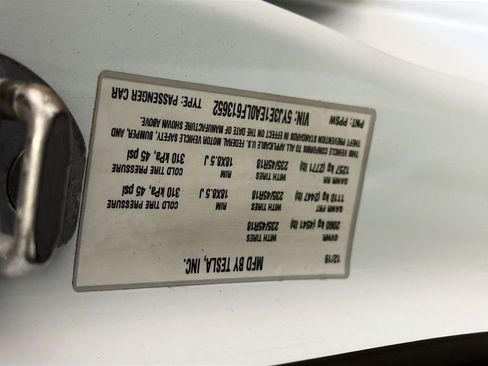 MFD BY TESLA, INC. 12/19
GVWR GAWR FRT GAWR RR
2060 kg (4541 lb) 1110 kg (2447 lb) 1257 kg (2771 lb)
WITH TIRES WITH TIRES WITH TIRES
235/45R18 235/45R18 235/45R18
RIM RIM
18X8.5 J 18X8.5 J
COLD TIRE PRESSURE COLD TIRE PRESSURE
310 kPa, 45 psi 310 kPa, 45 psi
THIS VEHICLE CONFORMS TO ALL APPLICABLE U.S. FEDERAL MOTOR VEHICLE SAFETY, BUMPER, AND
THEFT PREVENTION STANDARDS IN EFFECT ON THE DATE OF MANUFACTURE SHOWN ABOVE.
VIN: 5YJ3E1EA0LF613652 TYPE: PASSENGER CAR
PNT: PPSW